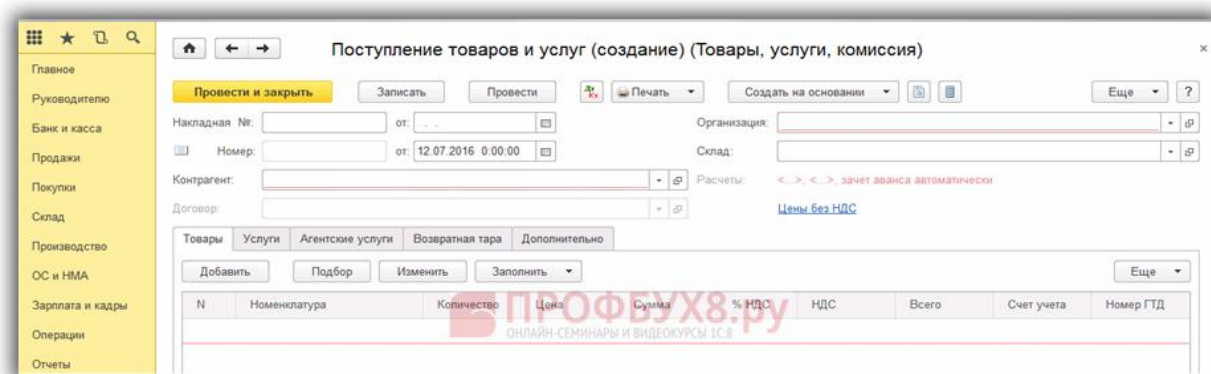 Поступление товаров и услуг (создание) (Товары, услуги, комиссия)
Главное
Руководителю
Банк и касса
Продажи
Покупки
Склад
Производство
ОС и НМА
Зарплата и кадры
Операции
Отчеты
Провести и закрыть Записать Провести Дт Кт Печать Создать на основании Еще ?
Накладная №: от: . . Организация:
Номер: от: 12.07.2016 0:00:00 Склад:
Контрагент: Расчеты: <...>, <...>, зачет аванса автоматически
Договор: Цены без НДС
Товары Услуги Агентские услуги Возвратная тара Дополнительно
Добавить Подбор Изменить Заполнить Еще
N Номенклатура Количество Цена Сумма % НДС НДС Всего Счет учета Номер ГТД
ПРОФБУХ8.ру
ОНЛАЙН-СЕМИНАРЫ И ВИДЕОКУРСЫ 1С:8